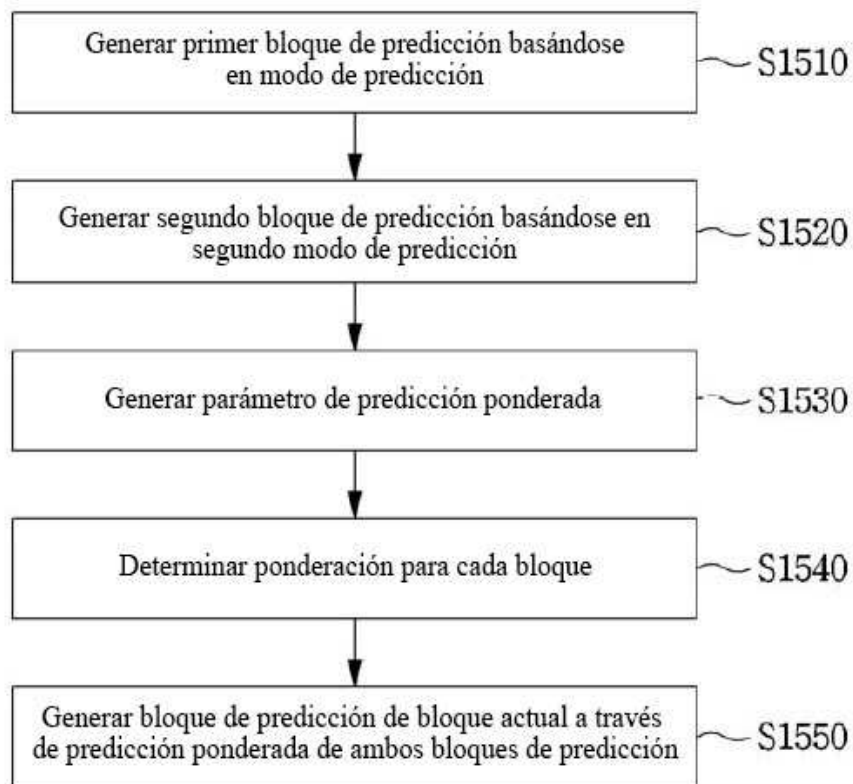 Generar primer bloque de predicción basándose
en modo de predicción
S1510
Generar segundo bloque de predicción basándose en
segundo modo de predicción
S1520
Generar parámetro de predicción ponderada
S1530
Determinar ponderación para cada bloque
S1540
Generar bloque de predicción de bloque actual a través
de predicción ponderada de ambos bloques de predicción
S1550